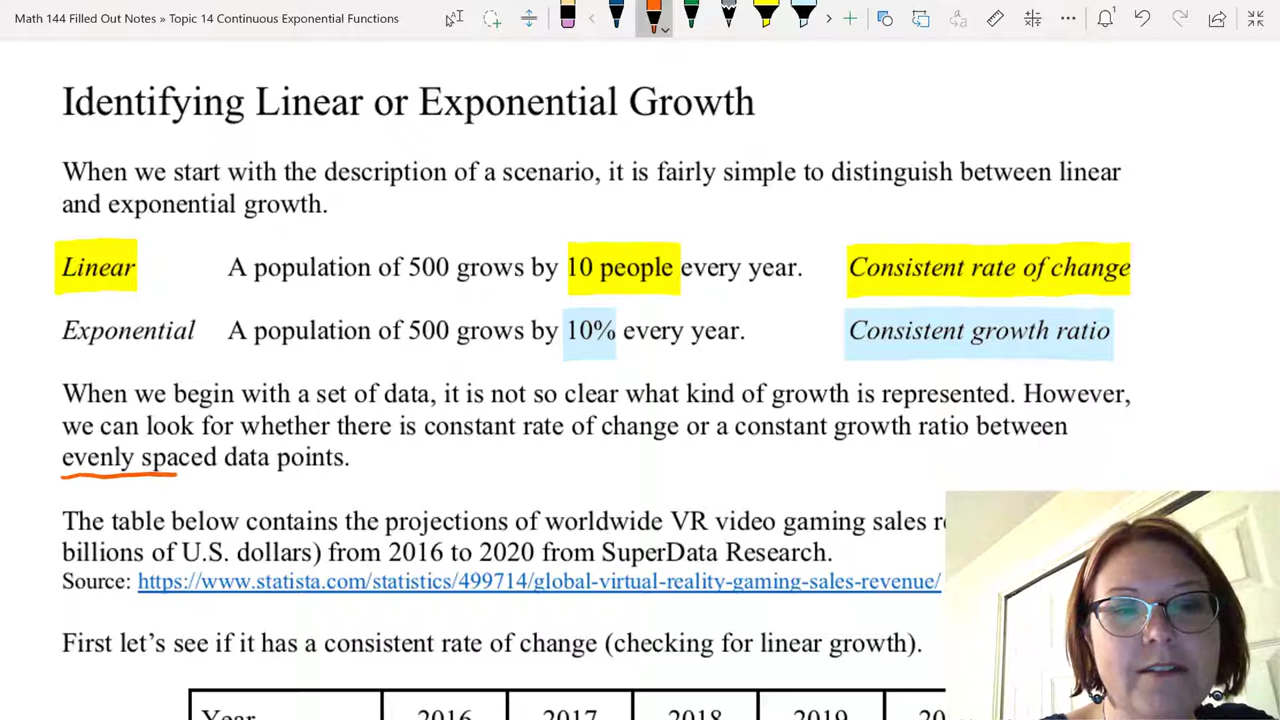 Math 144 Filled Out Notes » Topic 14 Continuous Exponential Functions
Identifying Linear or Exponential Growth
When we start with the description of a scenario, it is fairly simple to distinguish between linear
and exponential growth.
Linear A population of 500 grows by 10 people every year. Consistent rate of change
Exponential A population of 500 grows by 10% every year. Consistent growth ratio
When we begin with a set of data, it is not so clear what kind of growth is represented. However,
we can look for whether there is constant rate of change or a constant growth ratio between
evenly spaced data points.
The table below contains the projections of worldwide VR video gaming sales
billions of U.S. dollars) from 2016 to 2020 from SuperData Research.
Source: https://www.statista.com/statistics/499714/global-virtual-reality-gaming-sales-revenue/
First let's see if it has a consistent rate of change (checking for linear growth).
Year 2016 2017 2018 2019